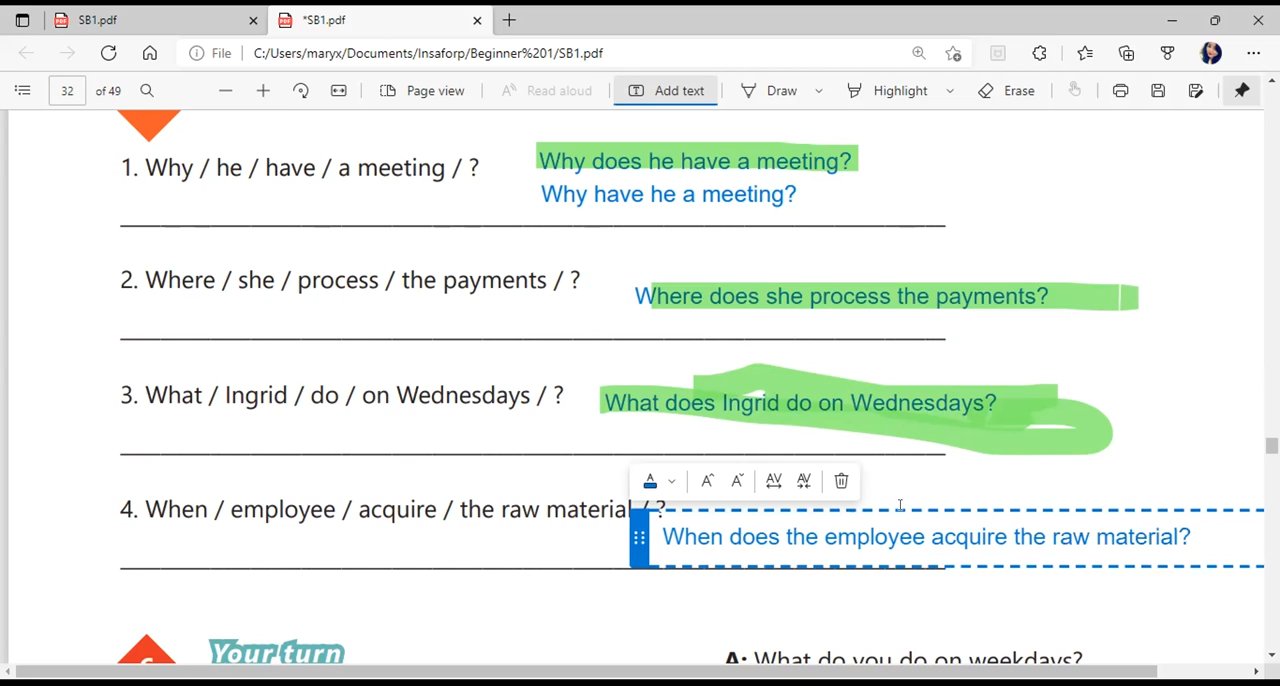 SB1.pdf
*SB1.pdf
File C:/Users/maryx/Documents/Insaforp/Beginner%201/SB1.pdf
32 of 49 Page view Read aloud Add text Draw Highlight Erase
1. Why / he / have / a meeting / ?
Why does he have a meeting?
Why have he a meeting?
2. Where / she / process / the payments / ?
Where does she process the payments?
3. What / Ingrid / do / on Wednesdays / ?
What does Ingrid do on Wednesdays?
4. When / employee / acquire / the raw material / ?
When does the employee acquire the raw material?
Your turn
A: What do you do on weekdays?